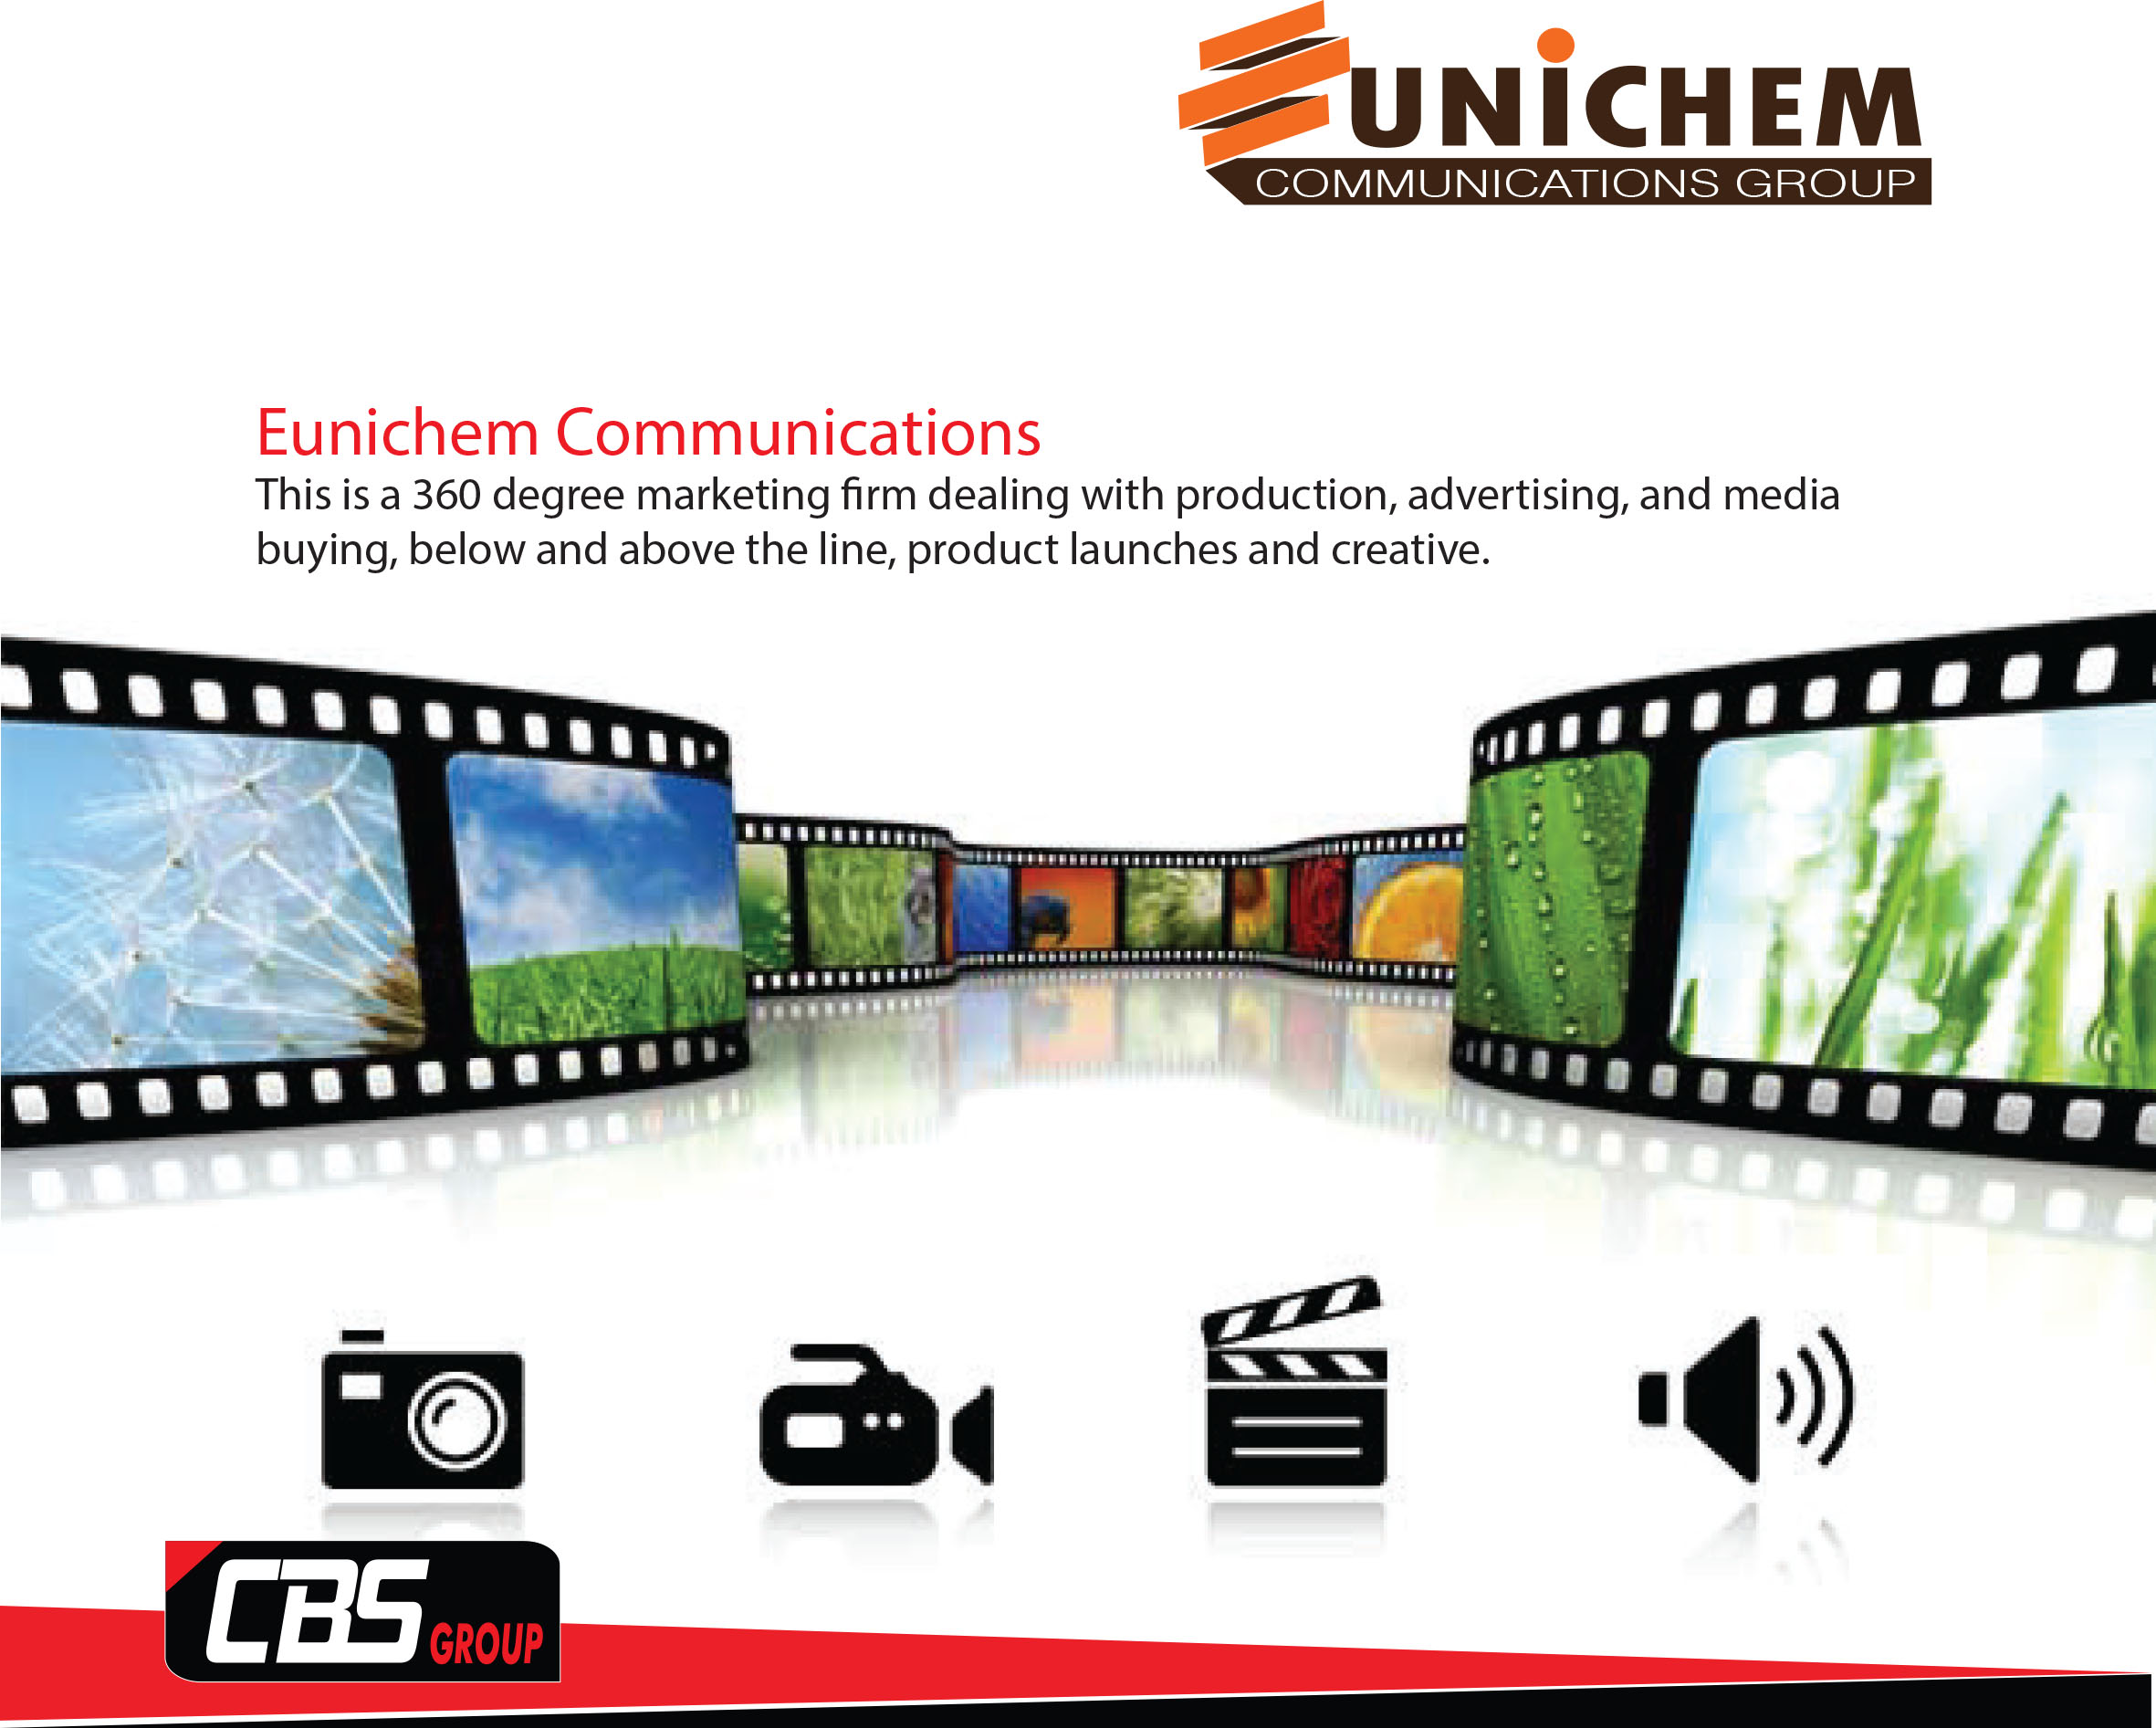 EUNiCHEM
COMMUNICATIONS GROUP
Eunichem Communications
This is a 360 degree marketing firm dealing with production, advertising, and media
buying, below and above the line, product launches and creative.
CBS GROUP